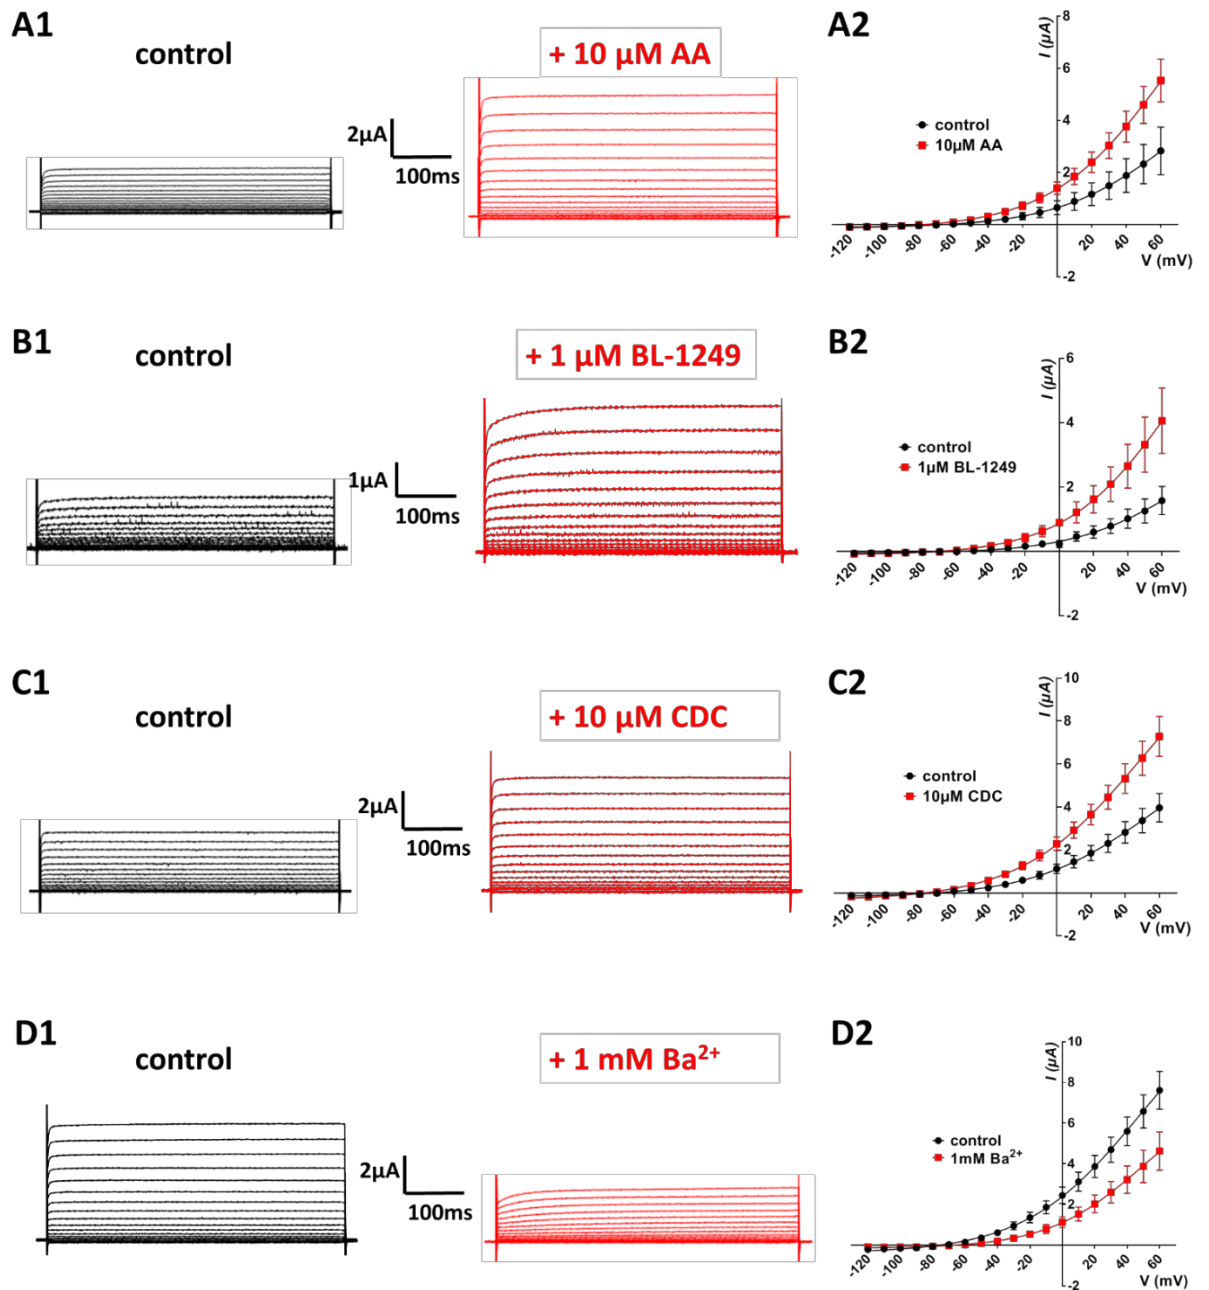 A1
control
+ 10 µM AA
2µA
100ms
A2
I (µA)
8
6
4
2
-2
control
10µM AA
-120
-100
-80
-60
-40
-20
20
40
60
V (mV)
B1
control
+ 1 µM BL-1249
1µA
100ms
B2
I (µA)
6
4
2
-2
control
1µM BL-1249
-120
-100
-80
-60
-40
-20
20
40
60
V (mV)
C1
control
+ 10 µM CDC
2µA
100ms
C2
I (µA)
10
8
6
4
2
-2
control
10µM CDC
-120
-100
-80
-60
-40
-20
20
40
60
V (mV)
D1
control
+ 1 mM Ba²⁺
2µA
100ms
D2
I (µA)
10
8
6
4
2
-2
control
1mM Ba²⁺
-120
-100
-80
-60
-40
-20
20
40
60
V (mV)